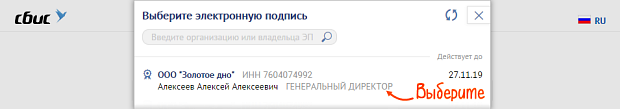 сбис
Выберите электронную подпись
RU
Введите организацию или владельца ЭП
Действует до
ООО "Золотое дно" ИНН 7604074992 27.11.19
Алексеев Алексей Алексеевич ГЕНЕРАЛЬНЫЙ ДИРЕКТОР
Выберите